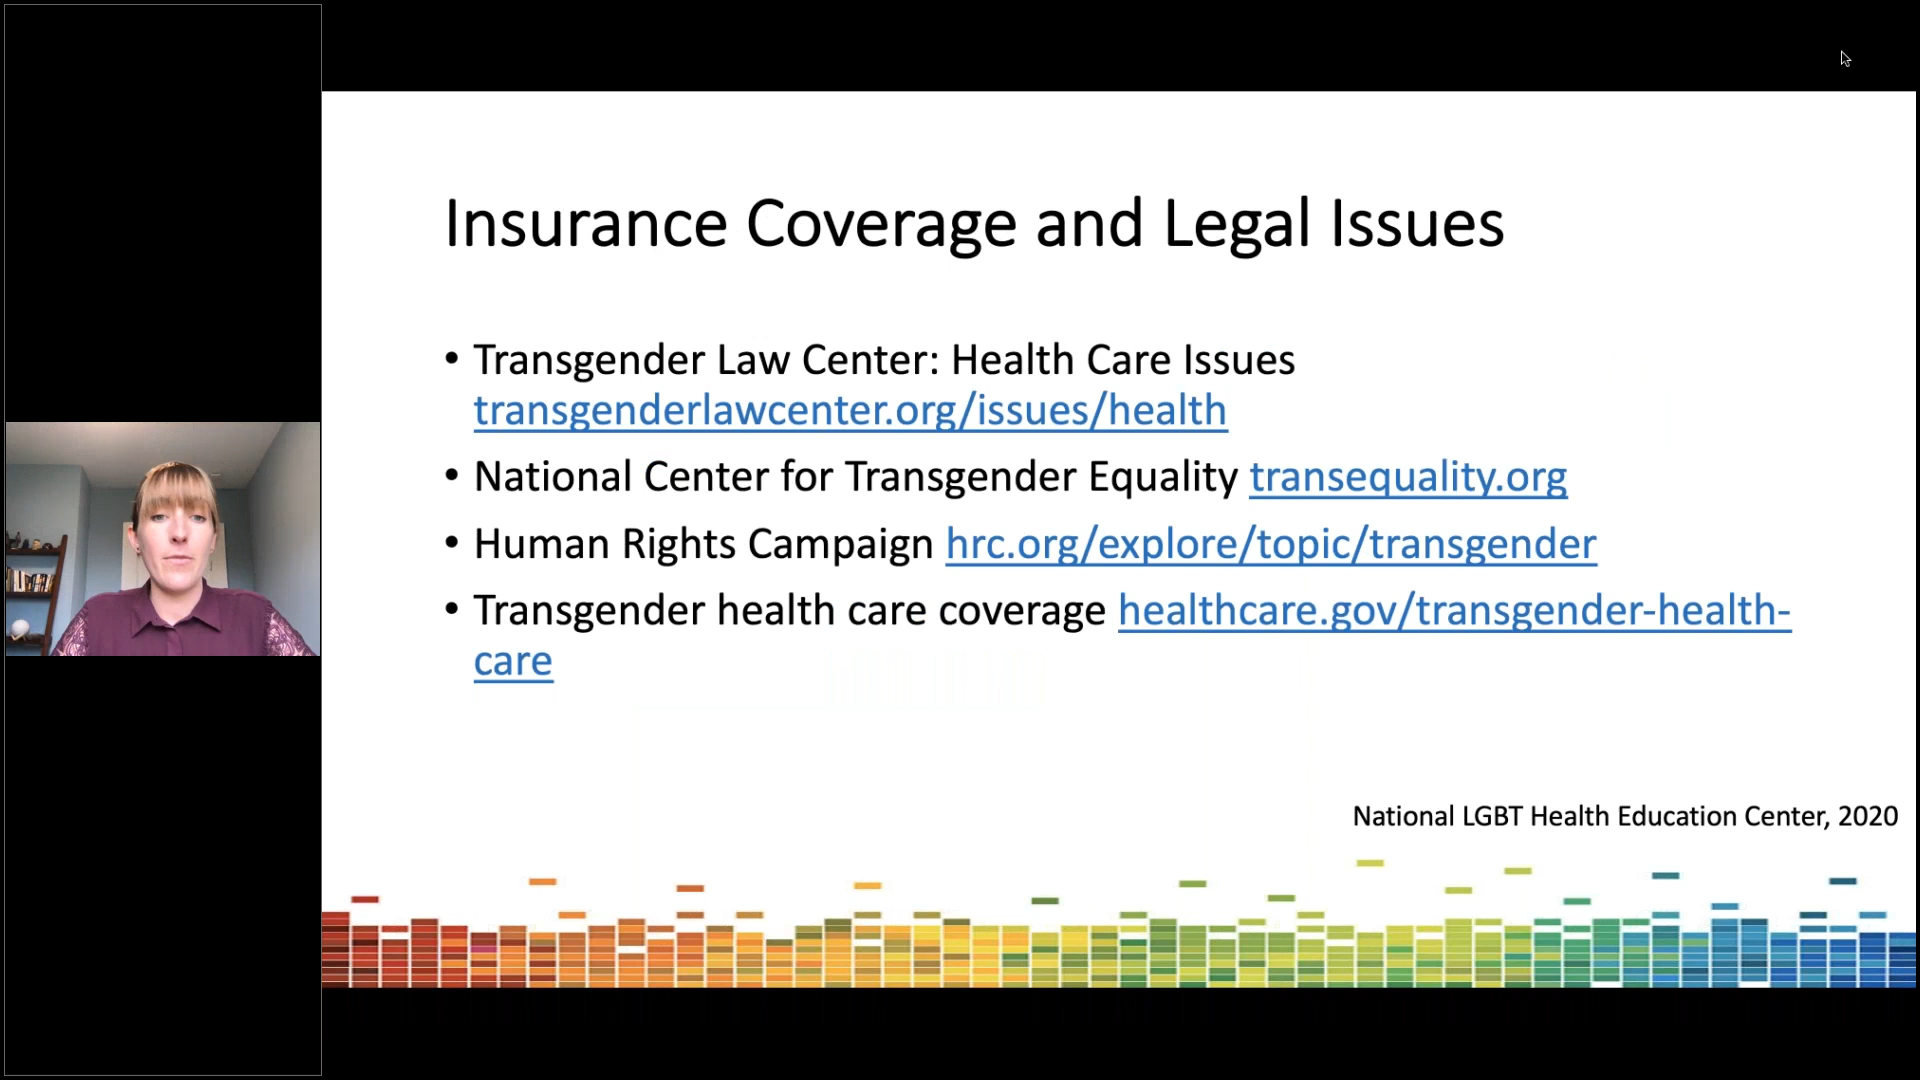 Insurance Coverage and Legal Issues
• Transgender Law Center: Health Care Issues
transgenderlawcenter.org/issues/health
• National Center for Transgender Equality transequality.org
• Human Rights Campaign hrc.org/explore/topic/transgender
• Transgender health care coverage healthcare.gov/transgender-health-
care
National LGBT Health Education Center, 2020